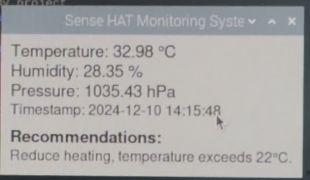 Sense HAT Monitoring Syste
Temperature: 32.98 °C
Humidity: 28.35 %
Pressure: 1035.43 hPa
Timestamp: 2024-12-10 14:15:48
Recommendations:
Reduce heating, temperature exceeds 22°C.